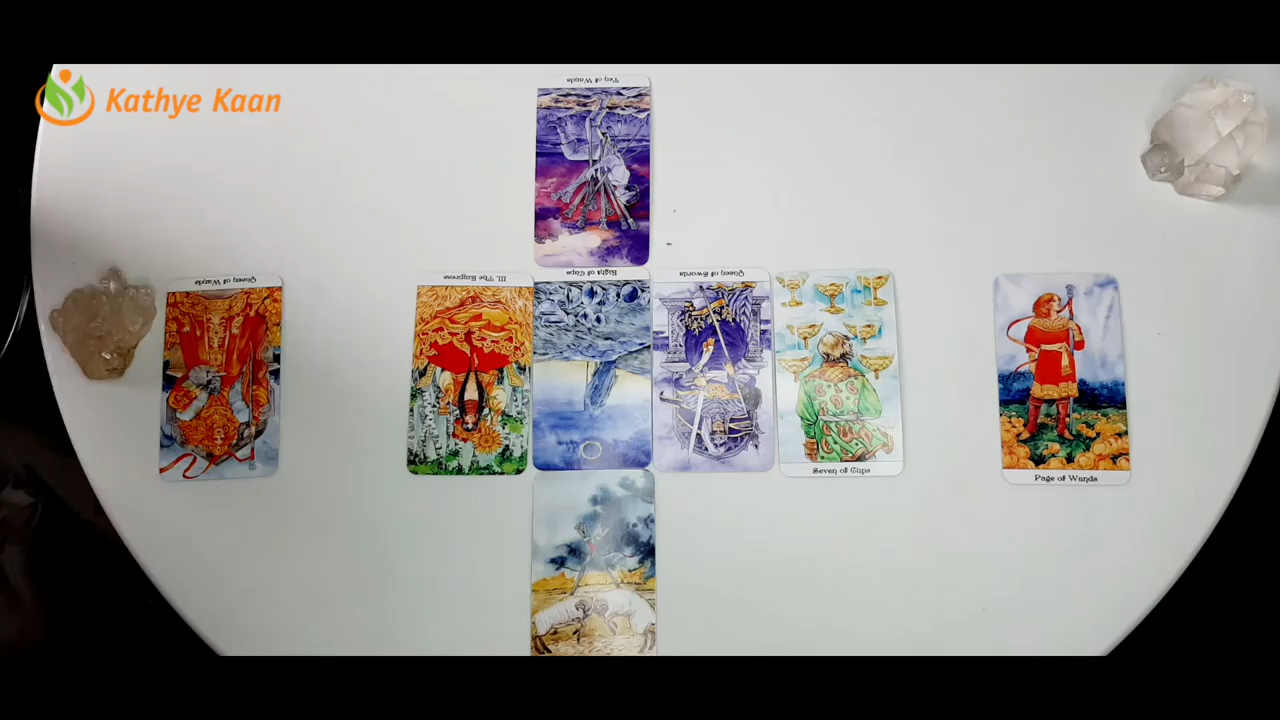 Kathye Kaan
Ten of Wands
Queen of Wands
III. The Empress
Eight of Cups
Queen of Swords
Seven of Cups
Page of Wands